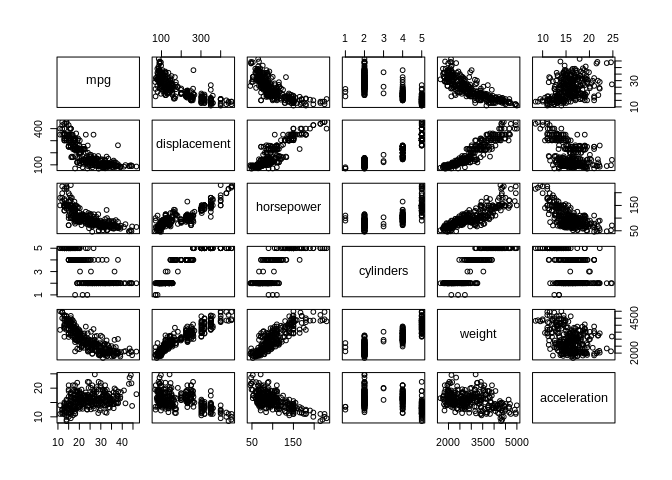 100 300
1 2 3 4 5
10 15 20 25
mpg
10 30
100 400
displacement
horsepower
50 150
1 3 5
cylinders
weight
2000 4500
10 20
acceleration
10 20 30 40
50 150
2000 3500 5000